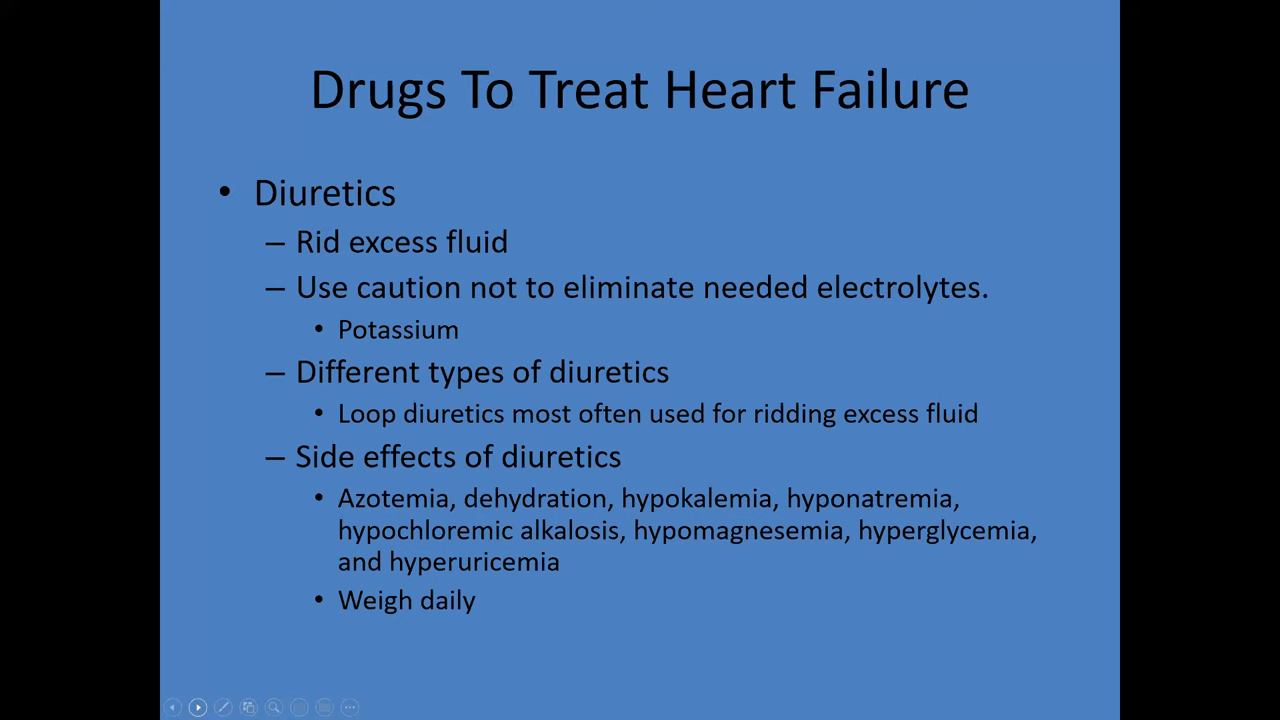 Drugs To Treat Heart Failure
• Diuretics
– Rid excess fluid
– Use caution not to eliminate needed electrolytes.
• Potassium
– Different types of diuretics
• Loop diuretics most often used for ridding excess fluid
– Side effects of diuretics
• Azotemia, dehydration, hypokalemia, hyponatremia,
hypochloremic alkalosis, hypomagnesemia, hyperglycemia,
and hyperuricemia
• Weigh daily